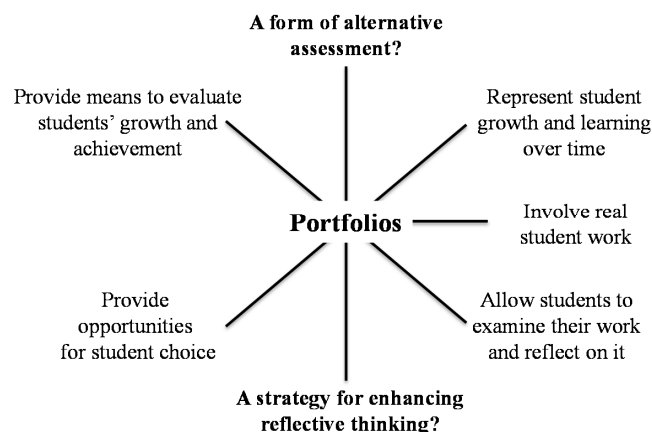 A form of alternative
assessment?
Provide means to evaluate
students’ growth and
achievement
Represent student
growth and learning
over time
Portfolios
Involve real
student work
Provide
opportunities
for student choice
Allow students to
examine their work
and reflect on it
A strategy for enhancing
reflective thinking?